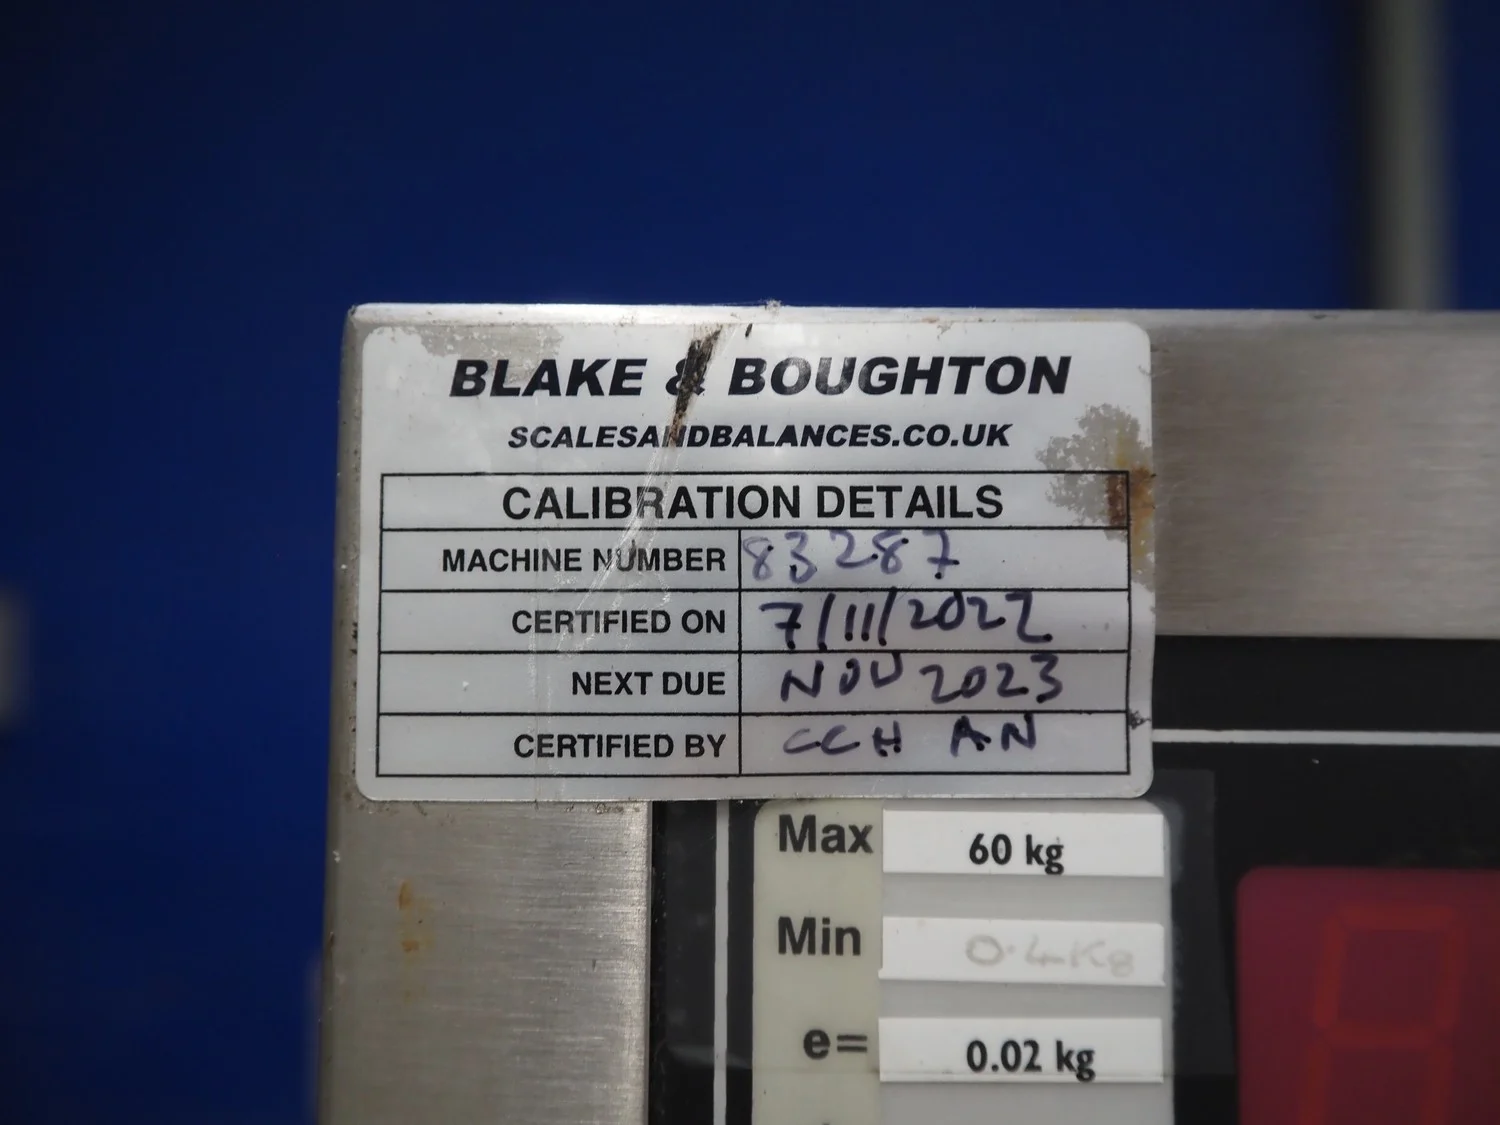 BLAKE & BOUGHTON
SCALESANDBALANCES.CO.UK
CALIBRATION DETAILS
MACHINE NUMBER 83287
CERTIFIED ON 7/11/2022
NEXT DUE NOV 2023
CERTIFIED BY CCH AN
Max 60 kg
Min 0.4Kg
e= 0.02 kg